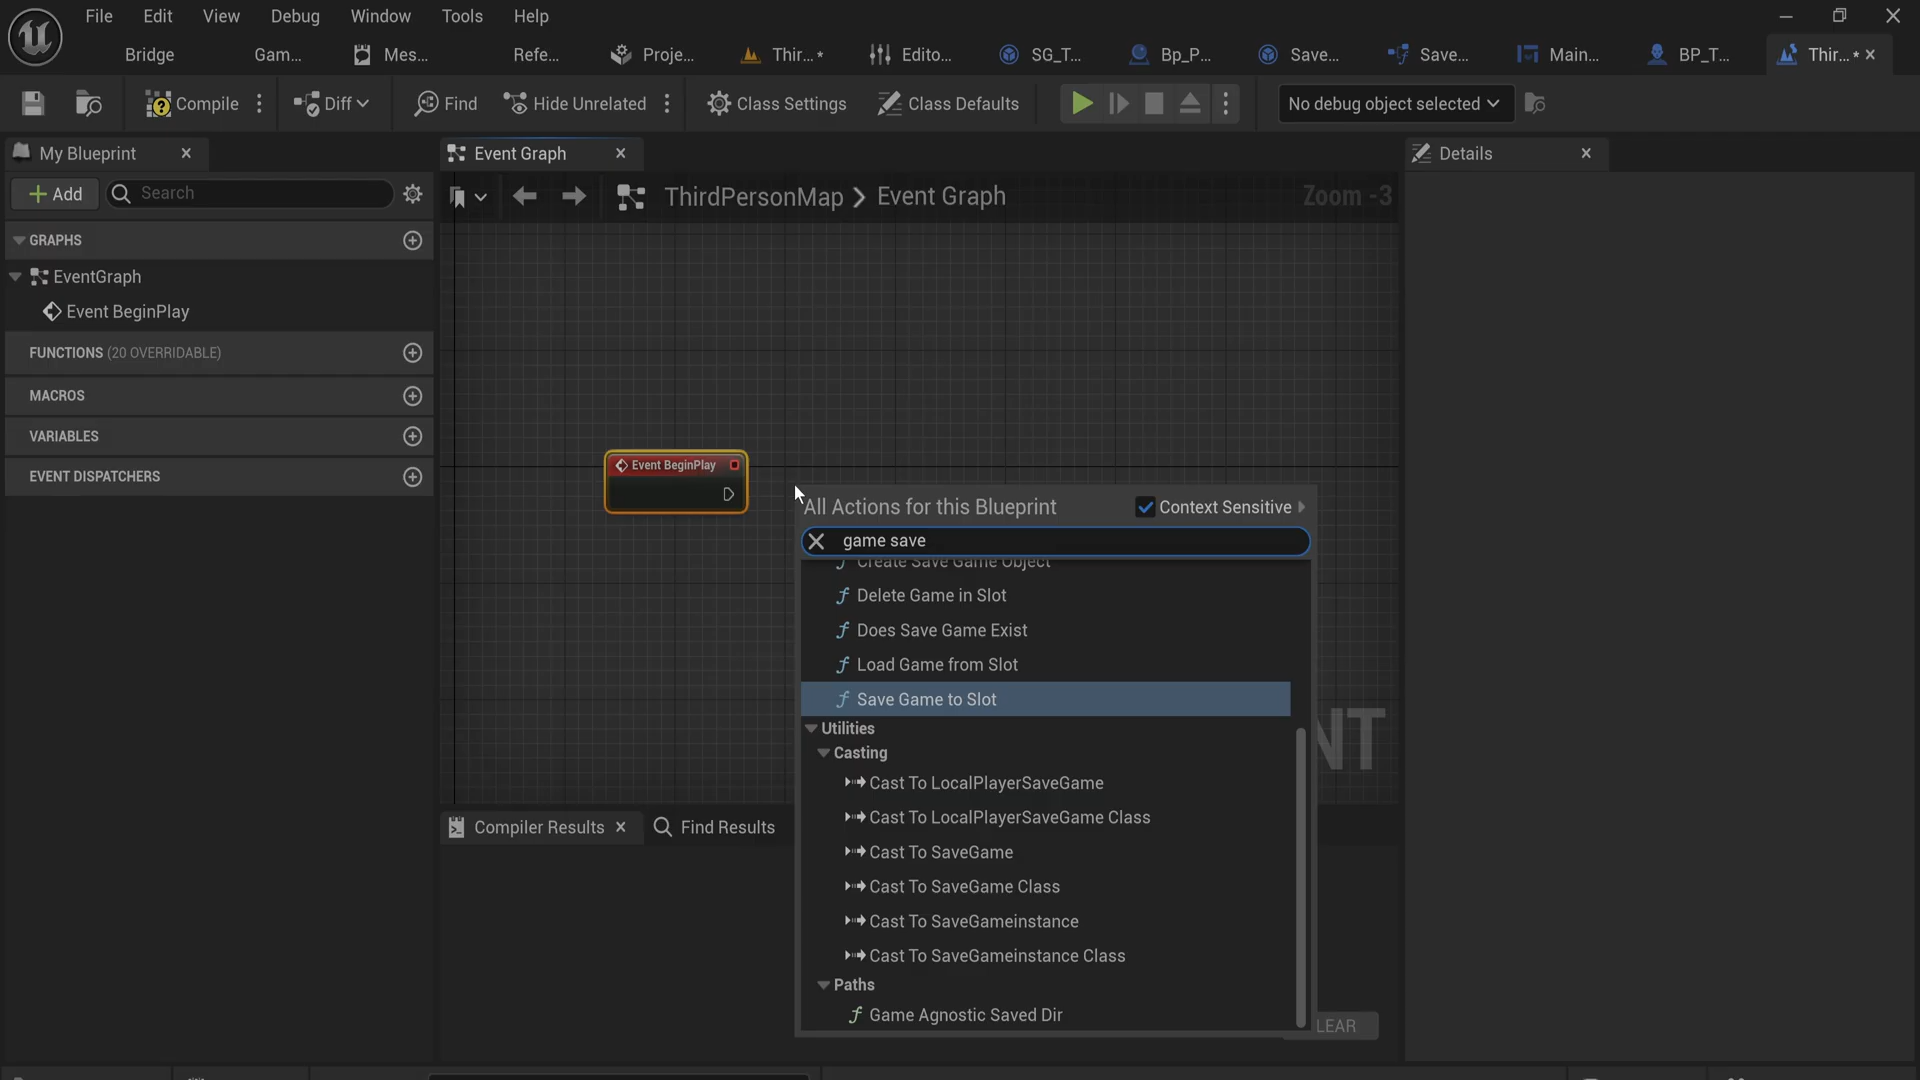 File Edit View Debug Window Tools Help
Bridge Gam... Mes... Refe... Proje... Thir... * Edito... SG_T... Bp_P... Save... Save... Main... BP_T... Thir... *
Compile Diff Find Hide Unrelated Class Settings Class Defaults No debug object selected
My Blueprint Event Graph Details
Add Search ThirdPersonMap > Event Graph Zoom -3
GRAPHS
EventGraph
Event BeginPlay
FUNCTIONS (20 OVERRIDABLE)
MACROS
VARIABLES
EVENT DISPATCHERS
Event BeginPlay
All Actions for this Blueprint Context Sensitive
game save
Create Save Game Object
Delete Game in Slot
Does Save Game Exist
Load Game from Slot
Save Game to Slot
Utilities
Casting
Cast To LocalPlayerSaveGame
Cast To LocalPlayerSaveGame Class
Cast To SaveGame
Cast To SaveGame Class
Cast To SaveGameinstance
Cast To SaveGameinstance Class
Paths
Game Agnostic Saved Dir
NT
Compiler Results Find Results
LEAR